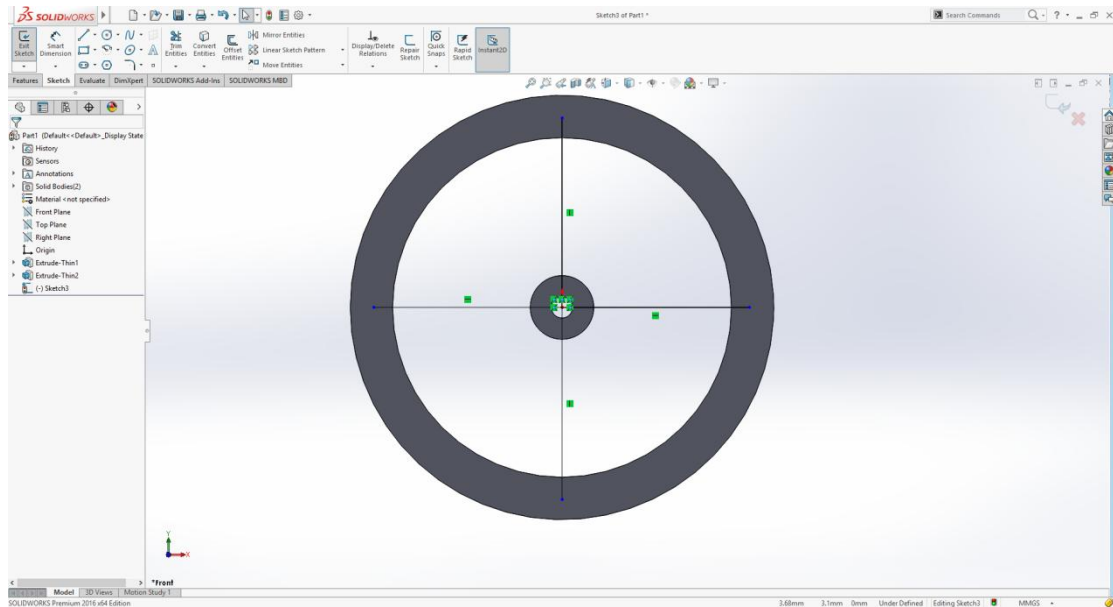 SOLIDWORKS
Sketch3 of Part1 *
Search Commands
Exit Sketch
Smart Dimension
Trim Entities
Convert Entities
Offset Entities
Mirror Entities
Linear Sketch Pattern
Move Entities
Display/Delete Relations
Repair Sketch
Quick Snaps
Rapid Sketch
Instant2D
Features Sketch Evaluate DimXpert SOLIDWORKS Add-Ins SOLIDWORKS MBD
Part1 (Default<<Default>_Display State
History
Sensors
Annotations
Solid Bodies(2)
Material <not specified>
Front Plane
Top Plane
Right Plane
Origin
Extrude-Thin1
Extrude-Thin2
(-) Sketch3
Y
X
*Front
Model 3D Views Motion Study 1
SOLIDWORKS Premium 2016 x64 Edition
3.68mm 3.1mm 0mm Under Defined Editing Sketch3 MMGS